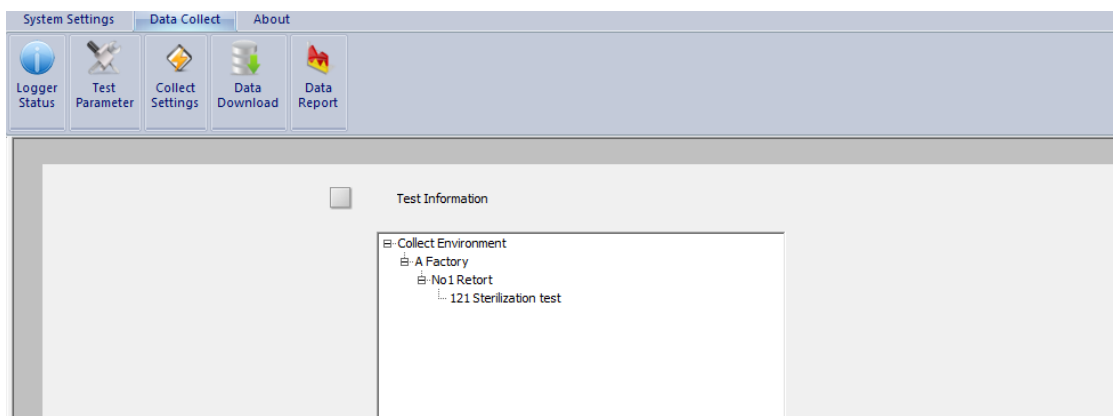 System Settings Data Collect About
Logger Status
Test Parameter
Collect Settings
Data Download
Data Report
Test Information
Collect Environment
A Factory
No1 Retort
121 Sterilization test